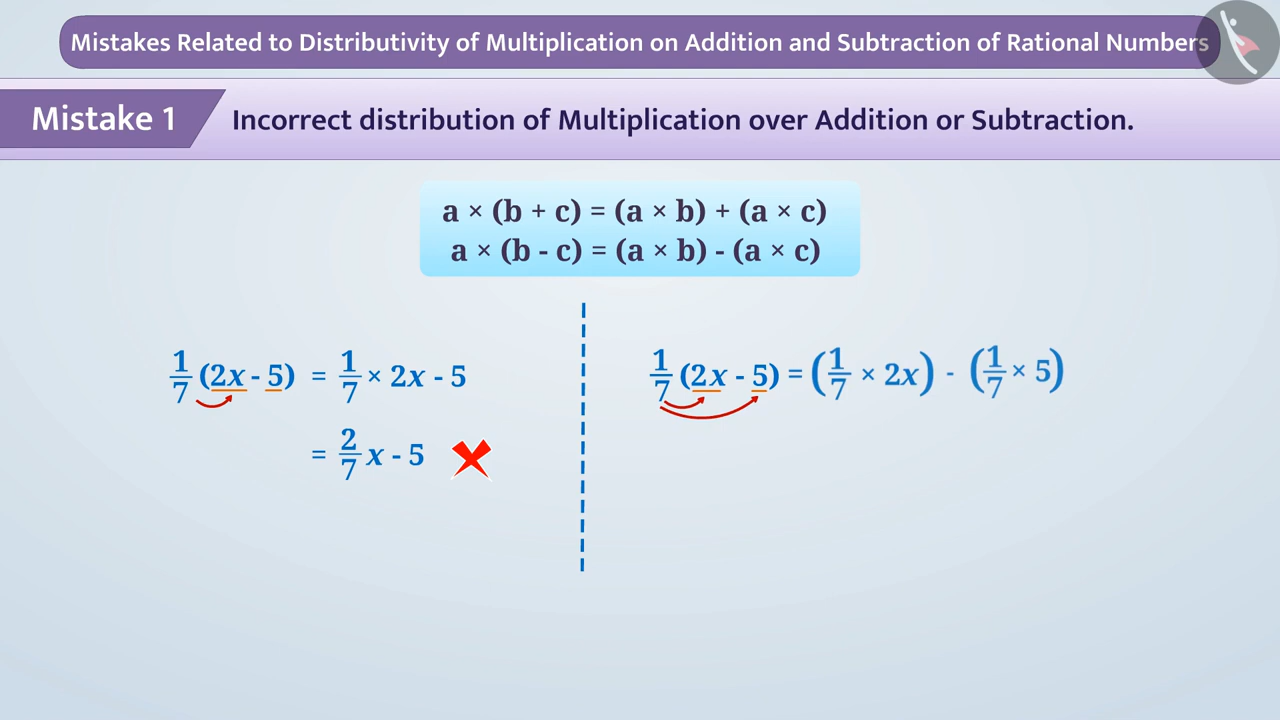 Mistakes Related to Distributivity of Multiplication on Addition and Subtraction of Rational Numbers
Mistake 1
Incorrect distribution of Multiplication over Addition or Subtraction.
a × (b + c) = (a × b) + (a × c)
a × (b - c) = (a × b) - (a × c)
1/7 (2x - 5) = 1/7 × 2x - 5
= 2/7 x - 5
1/7 (2x - 5) = (1/7 × 2x) - (1/7 × 5)